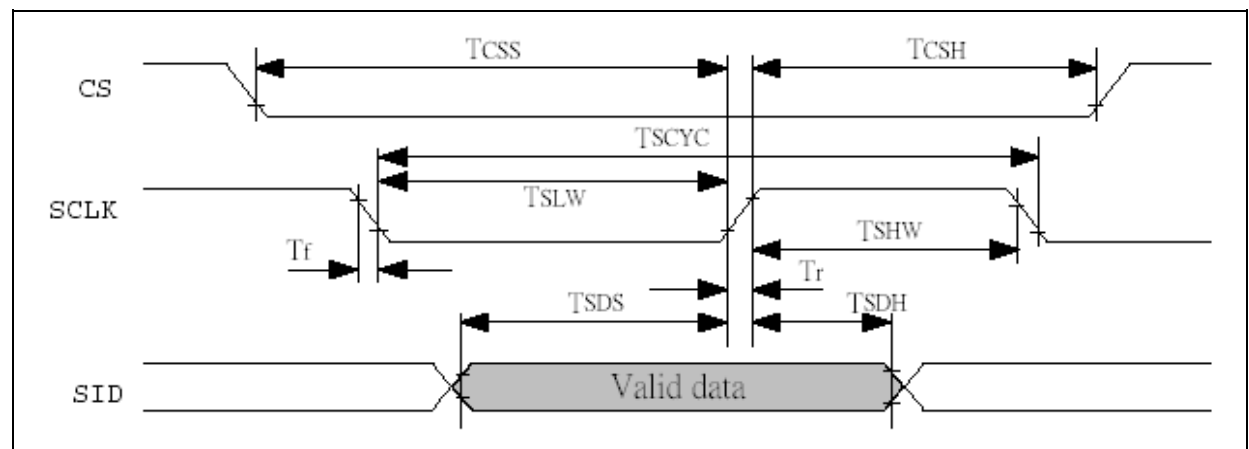 TCSS
TCSH
CS
TSCYC
TSLW
SCLK
TSHW
Tf
Tr
TSDS
TSDH
Valid data
SID